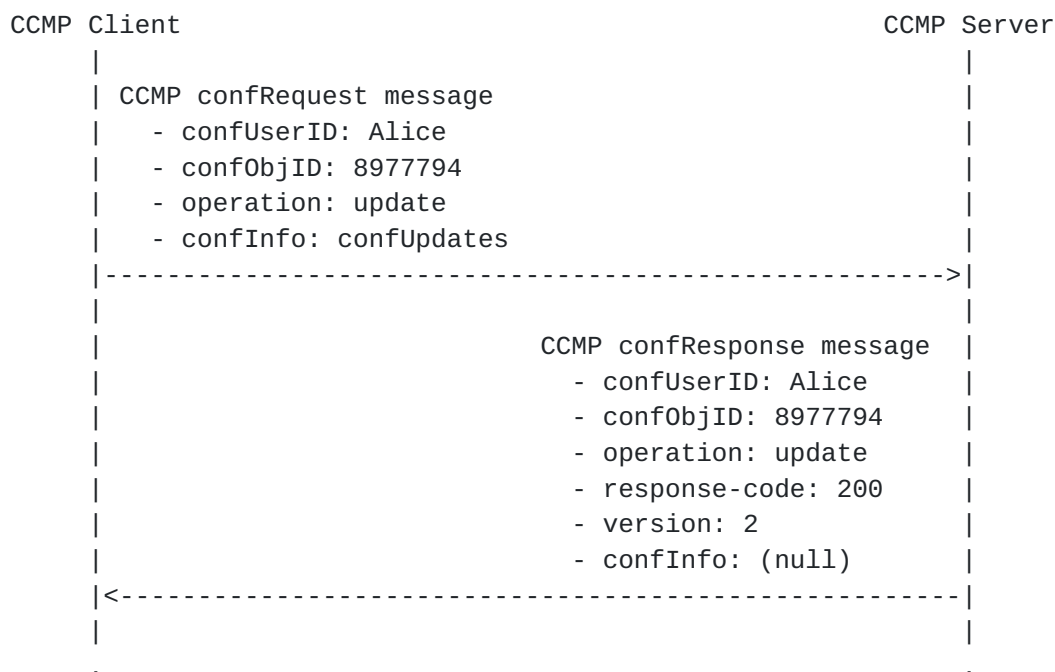 CCMP Client                                             CCMP Server
     |                                                       |
     | CCMP confRequest message                              |
     |   - confUserID: Alice                                 |
     |   - confObjID: 8977794                                |
     |   - operation: update                                 |
     |   - confInfo: confUpdates                             |
     |------------------------------------------------------>|
     |                                                       |
     |                            CCMP confResponse message  |
     |                              - confUserID: Alice      |
     |                              - confObjID: 8977794     |
     |                              - operation: update      |
     |                              - response-code: 200     |
     |                              - version: 2             |
     |                              - confInfo: (null)       |
     |<------------------------------------------------------|
     |                                                       |